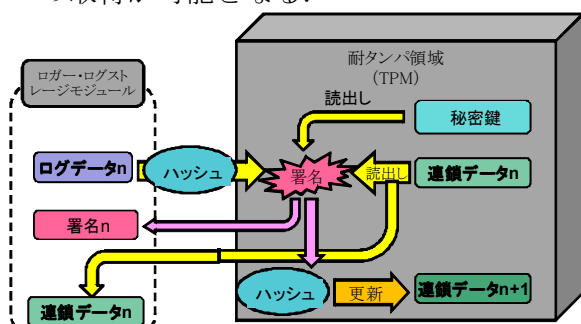 耐タンパ領域
(TPM)
ロガー・ログスト
レージモジュール
読出し
秘密鍵
ログデータn
ハッシュ
署名
読出し
連鎖データn
署名n
ハッシュ
更新
連鎖データn+1
連鎖データn